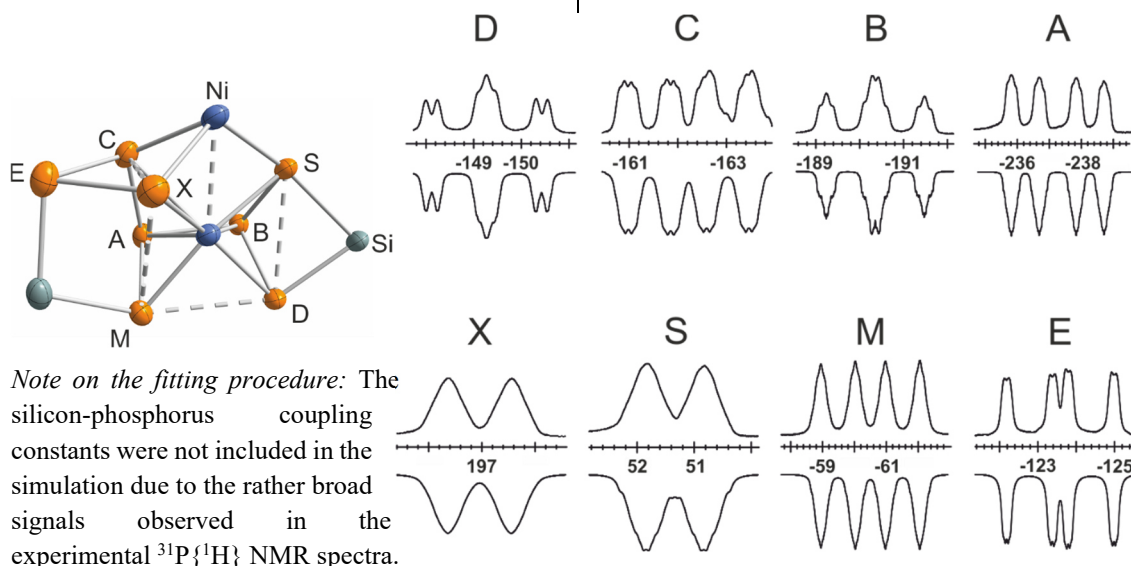 D C B A
Ni
C
E
X
S
A
B
Si
M
D
-149 -150
-161 -163
-189 -191
-236 -238
X S M E
197
52 51
-59 -61
-123 -125
Note on the fitting procedure: The
silicon-phosphorus coupling
constants were not included in the
simulation due to the rather broad
signals observed in the
experimental ³¹P{¹H} NMR spectra.